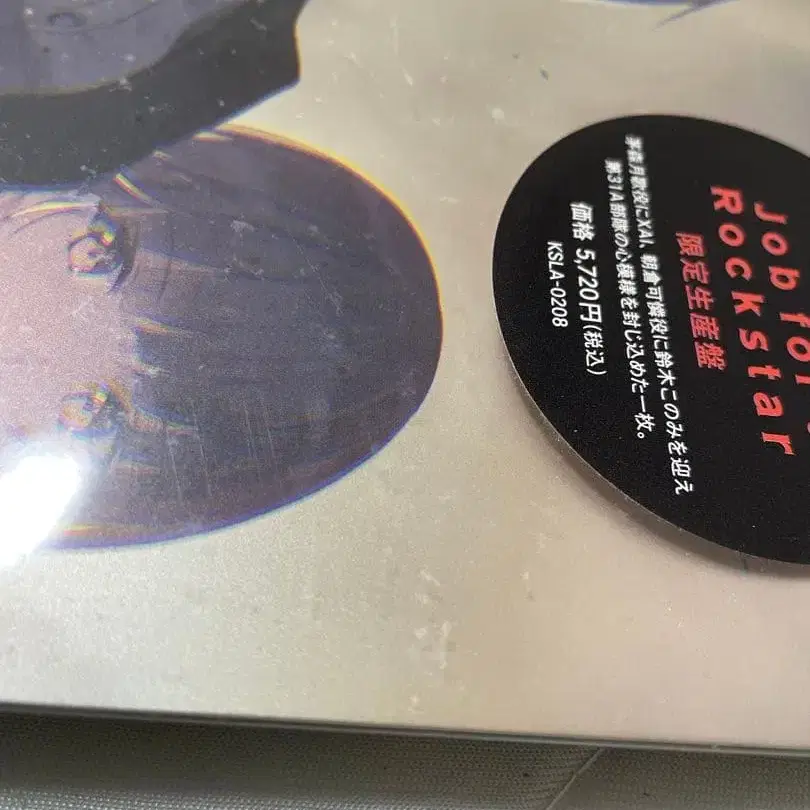 Job for
Rockstar
限定生産盤
茅森月歌役にXAI、朝倉可憐役に鈴木このみを迎え
第31A部隊の心模様を封じ込めた一枚。
価格 5,720円(税込)
KSLA-0208